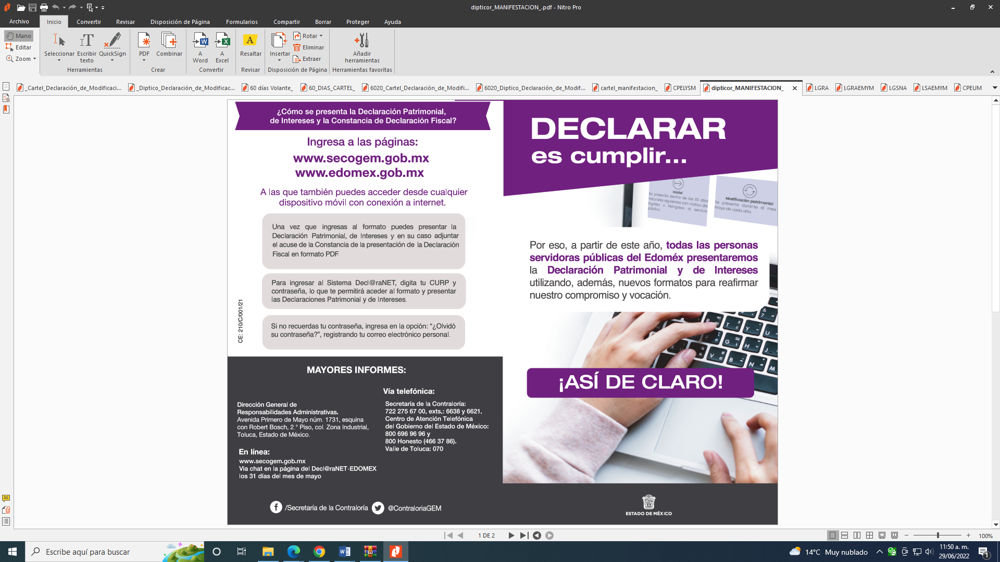 dipticor_MANIFESTACION_.pdf - Nitro Pro
Archivo Inicio Convertir Revisar Disposición de Página Formularios Compartir Borrar Proteger Ayuda
Mano
Editar
Zoom
Seleccionar
Escribir
texto
QuickSign
Herramientas
PDF
Combinar
Crear
A
Word
A
Excel
Convertir
Resaltar
Revisar
Insertar
Rotar
Eliminar
Extraer
Disposición de Página
Añadir
herramientas
Herramientas favoritas
_Cartel_Declaración_de_Modificaci... _Diptico_Declaración_de_Modificac... 60 días Volante_ 60_DIAS_CARTEL_ 6020_Cartel_Declaración_de_Modifi... 6020_Diptico_Declaración_de_Modif... cartel_manifestacion_ CPELYSM dipticor_MANIFESTACION_ LGRA LGRAEMYM LGSNA LSAEMYM CPEUM
¿Cómo se presenta la Declaración Patrimonial,
de Intereses y la Constancia de Declaración Fiscal?
Ingresa a las páginas:
www.secogem.gob.mx
www.edomex.gob.mx
A las que también puedes acceder desde cualquier
dispositivo móvil con conexión a internet.
Una vez que ingresas al formato puedes presentar la
Declaración Patrimonial, de Intereses y en su caso adjuntar
el acuse de la Constancia de la presentación de la Declaración
Fiscal en formato PDF.
Para ingresar al Sistema Decl@raNET, digita tu CURP y
contraseña, lo que te permitirá aceder al formato y presentar
las Declaraciones Patrimonial y de Intereses.
Si no recuerdas tu contraseña, ingresa en la opción: “¿Olvidó
su contraseña?”, registrando tu correo electrónico personal.
CE: 210/C/001/21
MAYORES INFORMES:
Dirección General de
Responsabilidades Administrativas.
Avenida Primero de Mayo núm. 1731, esquina
con Robert Bosch, 2.° Piso, col. Zona Industrial,
Toluca, Estado de México.
En línea:
www.secogem.gob.mx
Via chat en la página del Decl@raNET-EDOMEX
los 31 días del mes de mayo
Vía telefónica:
Secretaría de la Contraloría:
722 275 67 00, exts.: 6638 y 6621.
Centro de Atención Telefónica
del Gobierno del Estado de México:
800 696 96 96 y
800 Honesto (466 37 86).
Valle de Toluca: 070
/Secretaría de la Contraloría @ContraloriaGEM
DECLARAR
es cumplir...
Inicial
Se presenta dentro de los 60 días
naturales siguientes con motivo del
ingreso o Reingreso al servicio
público.
Modificación patrimonial
Se presenta durante el mes
mayo de cada año.
Por eso, a partir de este año, todas las personas
servidoras públicas del Edoméx presentaremos
la Declaración Patrimonial y de Intereses
utilizando, además, nuevos formatos para reafirmar
nuestro compromiso y vocación.
¡ASÍ DE CLARO!
ESTADO DE MÉXICO
1 DE 2
100%
Escribe aquí para buscar
14°C Muy nublado
11:50 a. m.
29/06/2022